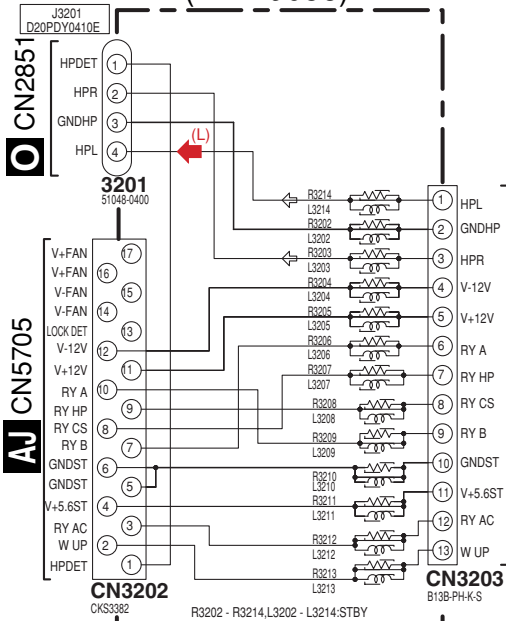 J3201
D20PDY0410E
O CN2851
HPDET 1
HPR 2
GNDHP 3
HPL 4
(L)
3201
51048-0400
AJ CN5705
V+FAN 17
V+FAN 16
V-FAN 15
V-FAN 14
LOCK DET 13
V-12V 12
V+12V 11
RY A 10
RY HP 9
RY CS 8
RY B 7
GNDST 6
GNDST 5
V+5.6ST 4
RY AC 3
W UP 2
HPDET 1
CN3202
CKS3382
R3214
L3214
R3202
L3202
R3203
L3203
R3204
L3204
R3205
L3205
R3206
L3206
R3207
L3207
R3208
L3208
R3209
L3209
R3210
L3210
R3211
L3211
R3212
L3212
R3213
L3213
1 HPL
2 GNDHP
3 HPR
4 V-12V
5 V+12V
6 RY A
7 RY HP
8 RY CS
9 RY B
10 GNDST
11 V+5.6ST
12 RY AC
13 W UP
CN3203
B13B-PH-K-S
R3202 - R3214,L3202 - L3214:STBY